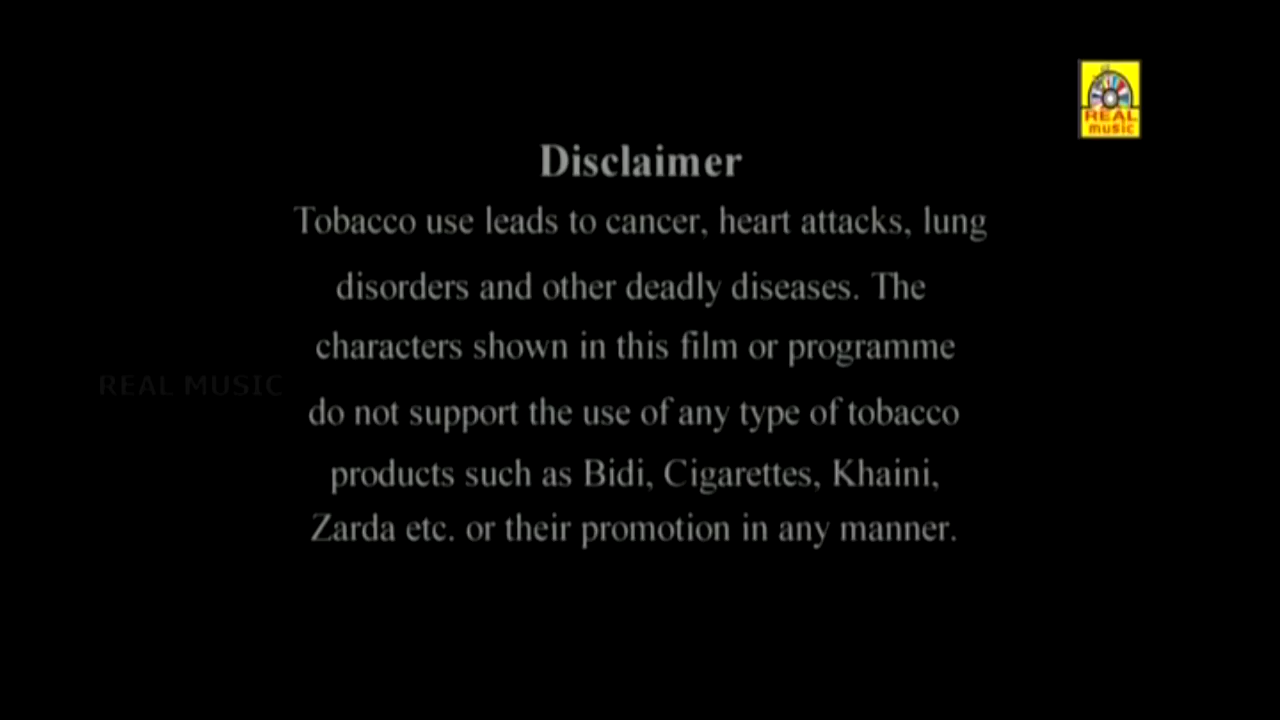 REAL
music
Disclaimer
Tobacco use leads to cancer, heart attacks, lung
disorders and other deadly diseases. The
characters shown in this film or programme
REAL MUSIC
do not support the use of any type of tobacco
products such as Bidi, Cigarettes, Khaini,
Zarda etc. or their promotion in any manner.